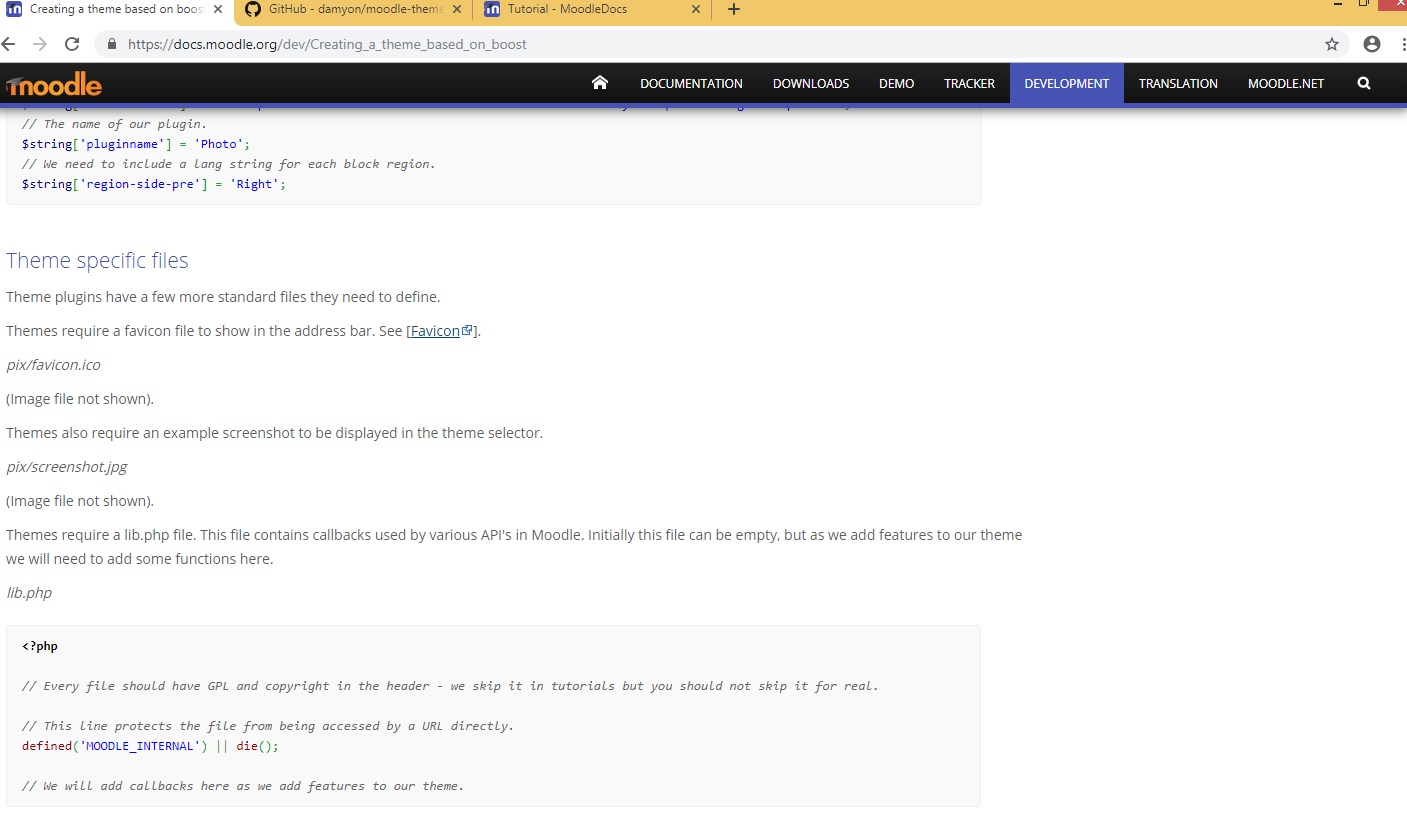 Creating a theme based on boos
GitHub - damyon/moodle-theme
Tutorial - MoodleDocs
https://docs.moodle.org/dev/Creating_a_theme_based_on_boost
moodle
DOCUMENTATION
DOWNLOADS
DEMO
TRACKER
DEVELOPMENT
TRANSLATION
MOODLE.NET
// The name of our plugin.
$string['pluginname'] = 'Photo';
// We need to include a lang string for each block region.
$string['region-side-pre'] = 'Right';
Theme specific files
Theme plugins have a few more standard files they need to define.
Themes require a favicon file to show in the address bar. See [Favicon].
pix/favicon.ico
(Image file not shown).
Themes also require an example screenshot to be displayed in the theme selector.
pix/screenshot.jpg
(Image file not shown).
Themes require a lib.php file. This file contains callbacks used by various API's in Moodle. Initially this file can be empty, but as we add features to our theme
we will need to add some functions here.
lib.php
<?php
// Every file should have GPL and copyright in the header - we skip it in tutorials but you should not skip it for real.
// This line protects the file from being accessed by a URL directly.
defined('MOODLE_INTERNAL') || die();
// We will add callbacks here as we add features to our theme.